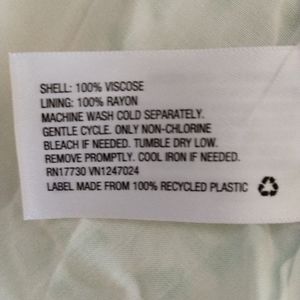 SHELL: 100% VISCOSE
LINING: 100% RAYON
MACHINE WASH COLD SEPARATELY.
GENTLE CYCLE. ONLY NON-CHLORINE
BLEACH IF NEEDED. TUMBLE DRY LOW.
REMOVE PROMPTLY. COOL IRON IF NEEDED.
RN17730 VN1247024
LABEL MADE FROM 100% RECYCLED PLASTIC